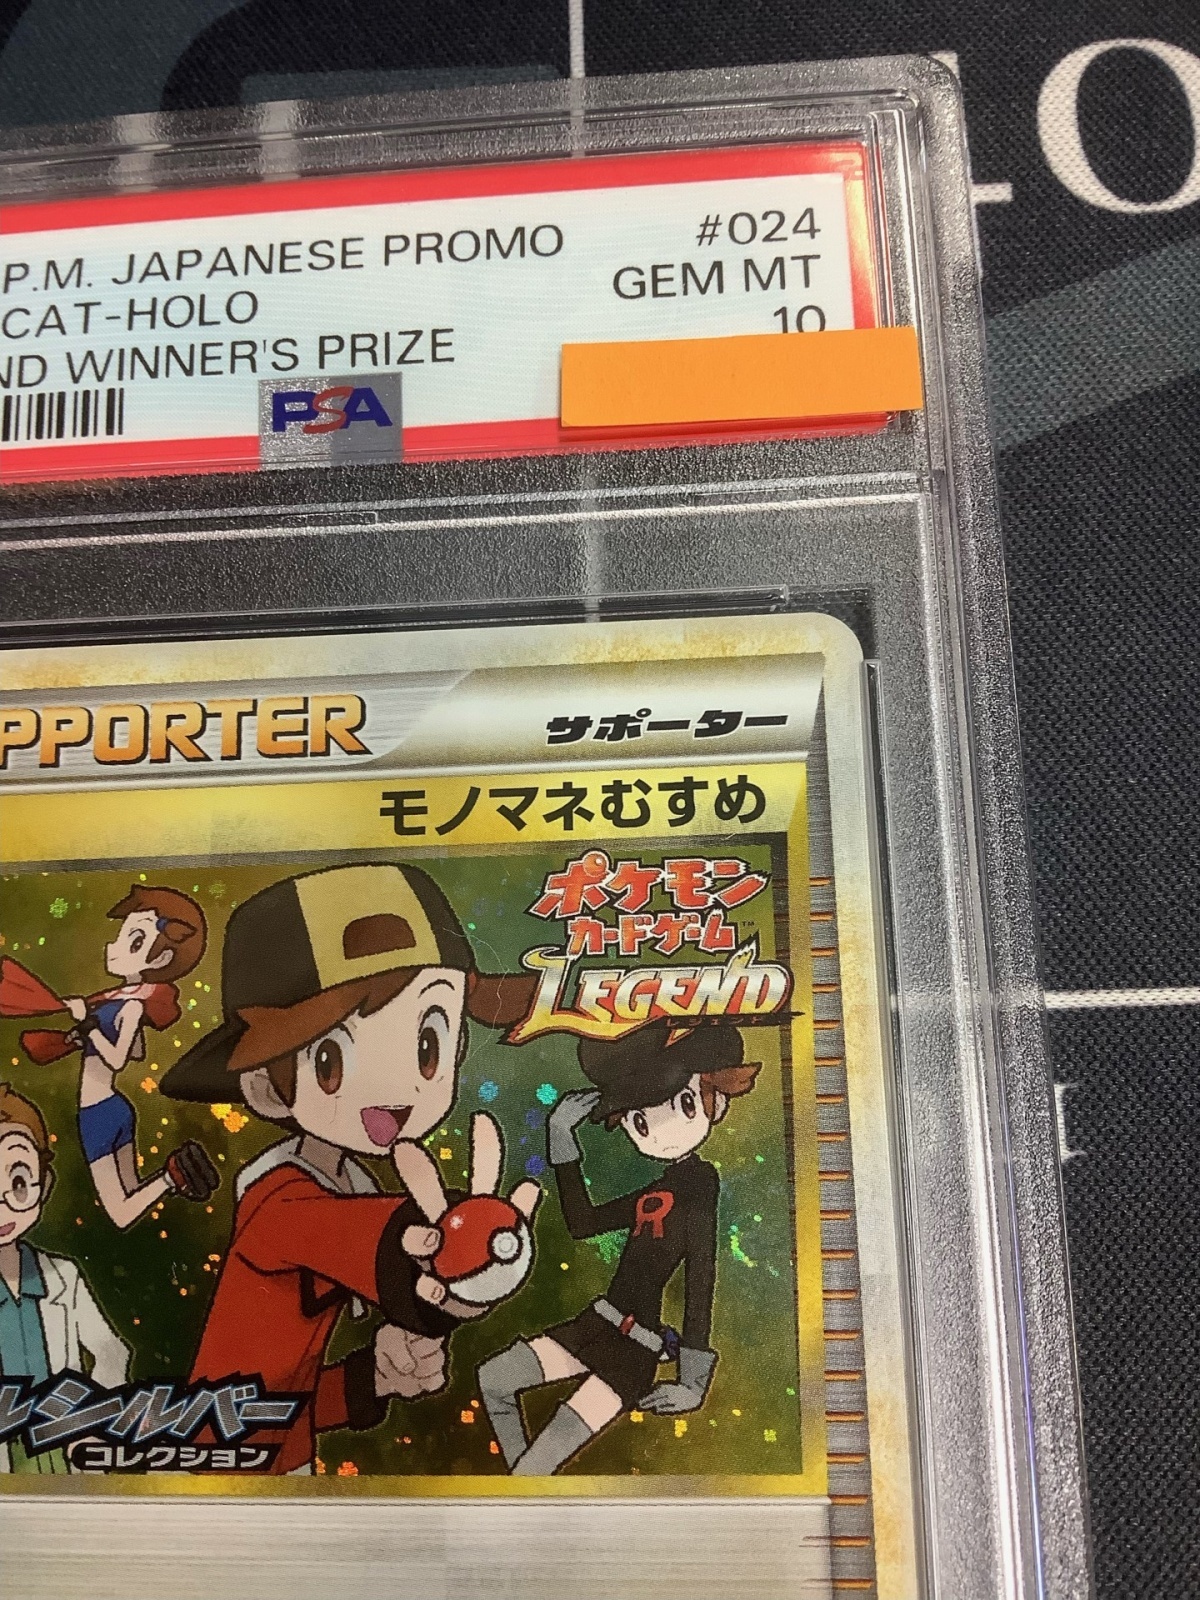 P.M. JAPANESE PROMO #024
CAT-HOLO GEM MT
ND WINNER'S PRIZE 10
PSA
PPORTER サポーター
モノマネむすめ
ポケモン
カードゲーム™
LEGEND
R
ルシルバー
コレクション